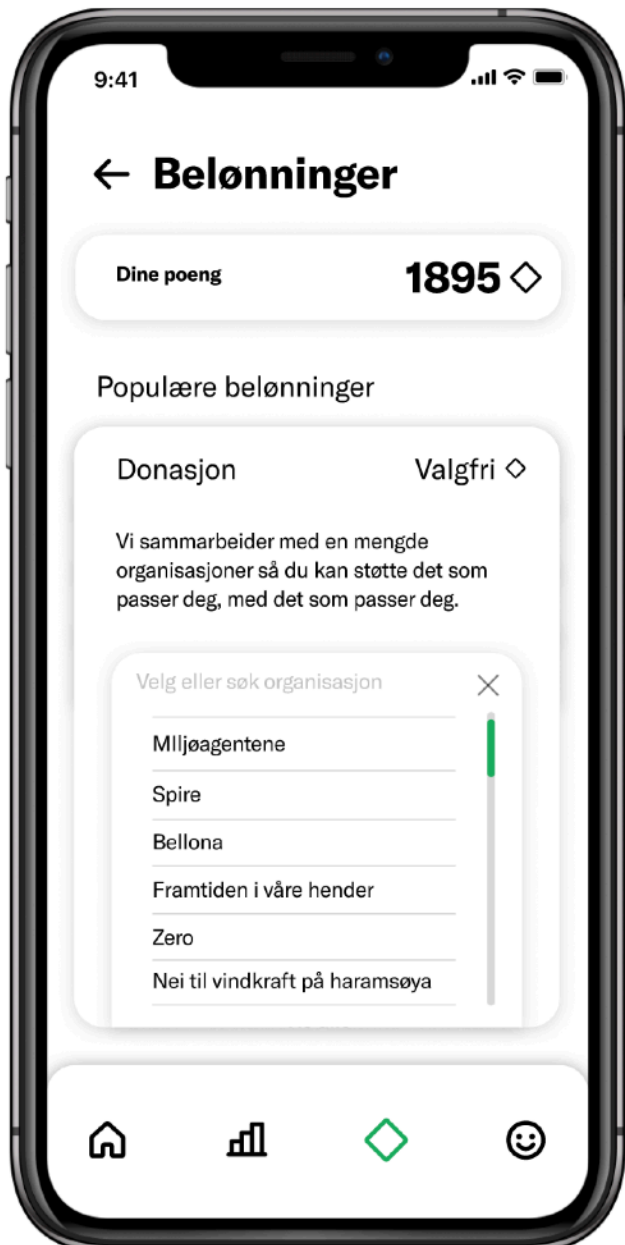 9:41
← Belønninger
Dine poeng 1895
Populære belønninger
Donasjon Valgfri
Vi sammarbeider med en mengde
organisasjoner så du kan støtte det som
passer deg, med det som passer deg.
Velg eller søk organisasjon
MIljøagentene
Spire
Bellona
Framtiden i våre hender
Zero
Nei til vindkraft på haramsøya